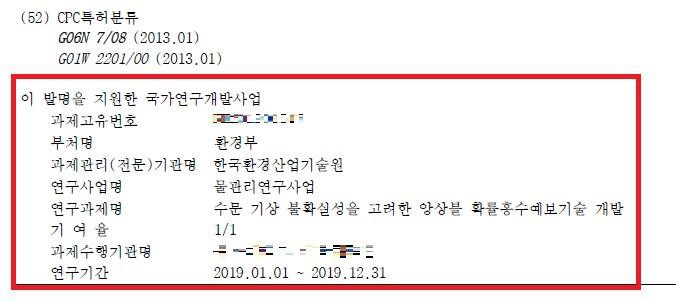 (52) CPC특허분류
G06N 7/08 (2013.01)
G01W 2201/00 (2013.01)
이 발명을 지원한 국가연구개발사업
과제고유번호
부처명 환경부
과제관리(전문)기관명 한국환경산업기술원
연구사업명 물관리연구사업
연구과제명 수문 기상 불확실성을 고려한 앙상블 확률홍수예보기술 개발
기 여 율 1/1
과제수행기관명
연구기간 2019.01.01 ~ 2019.12.31